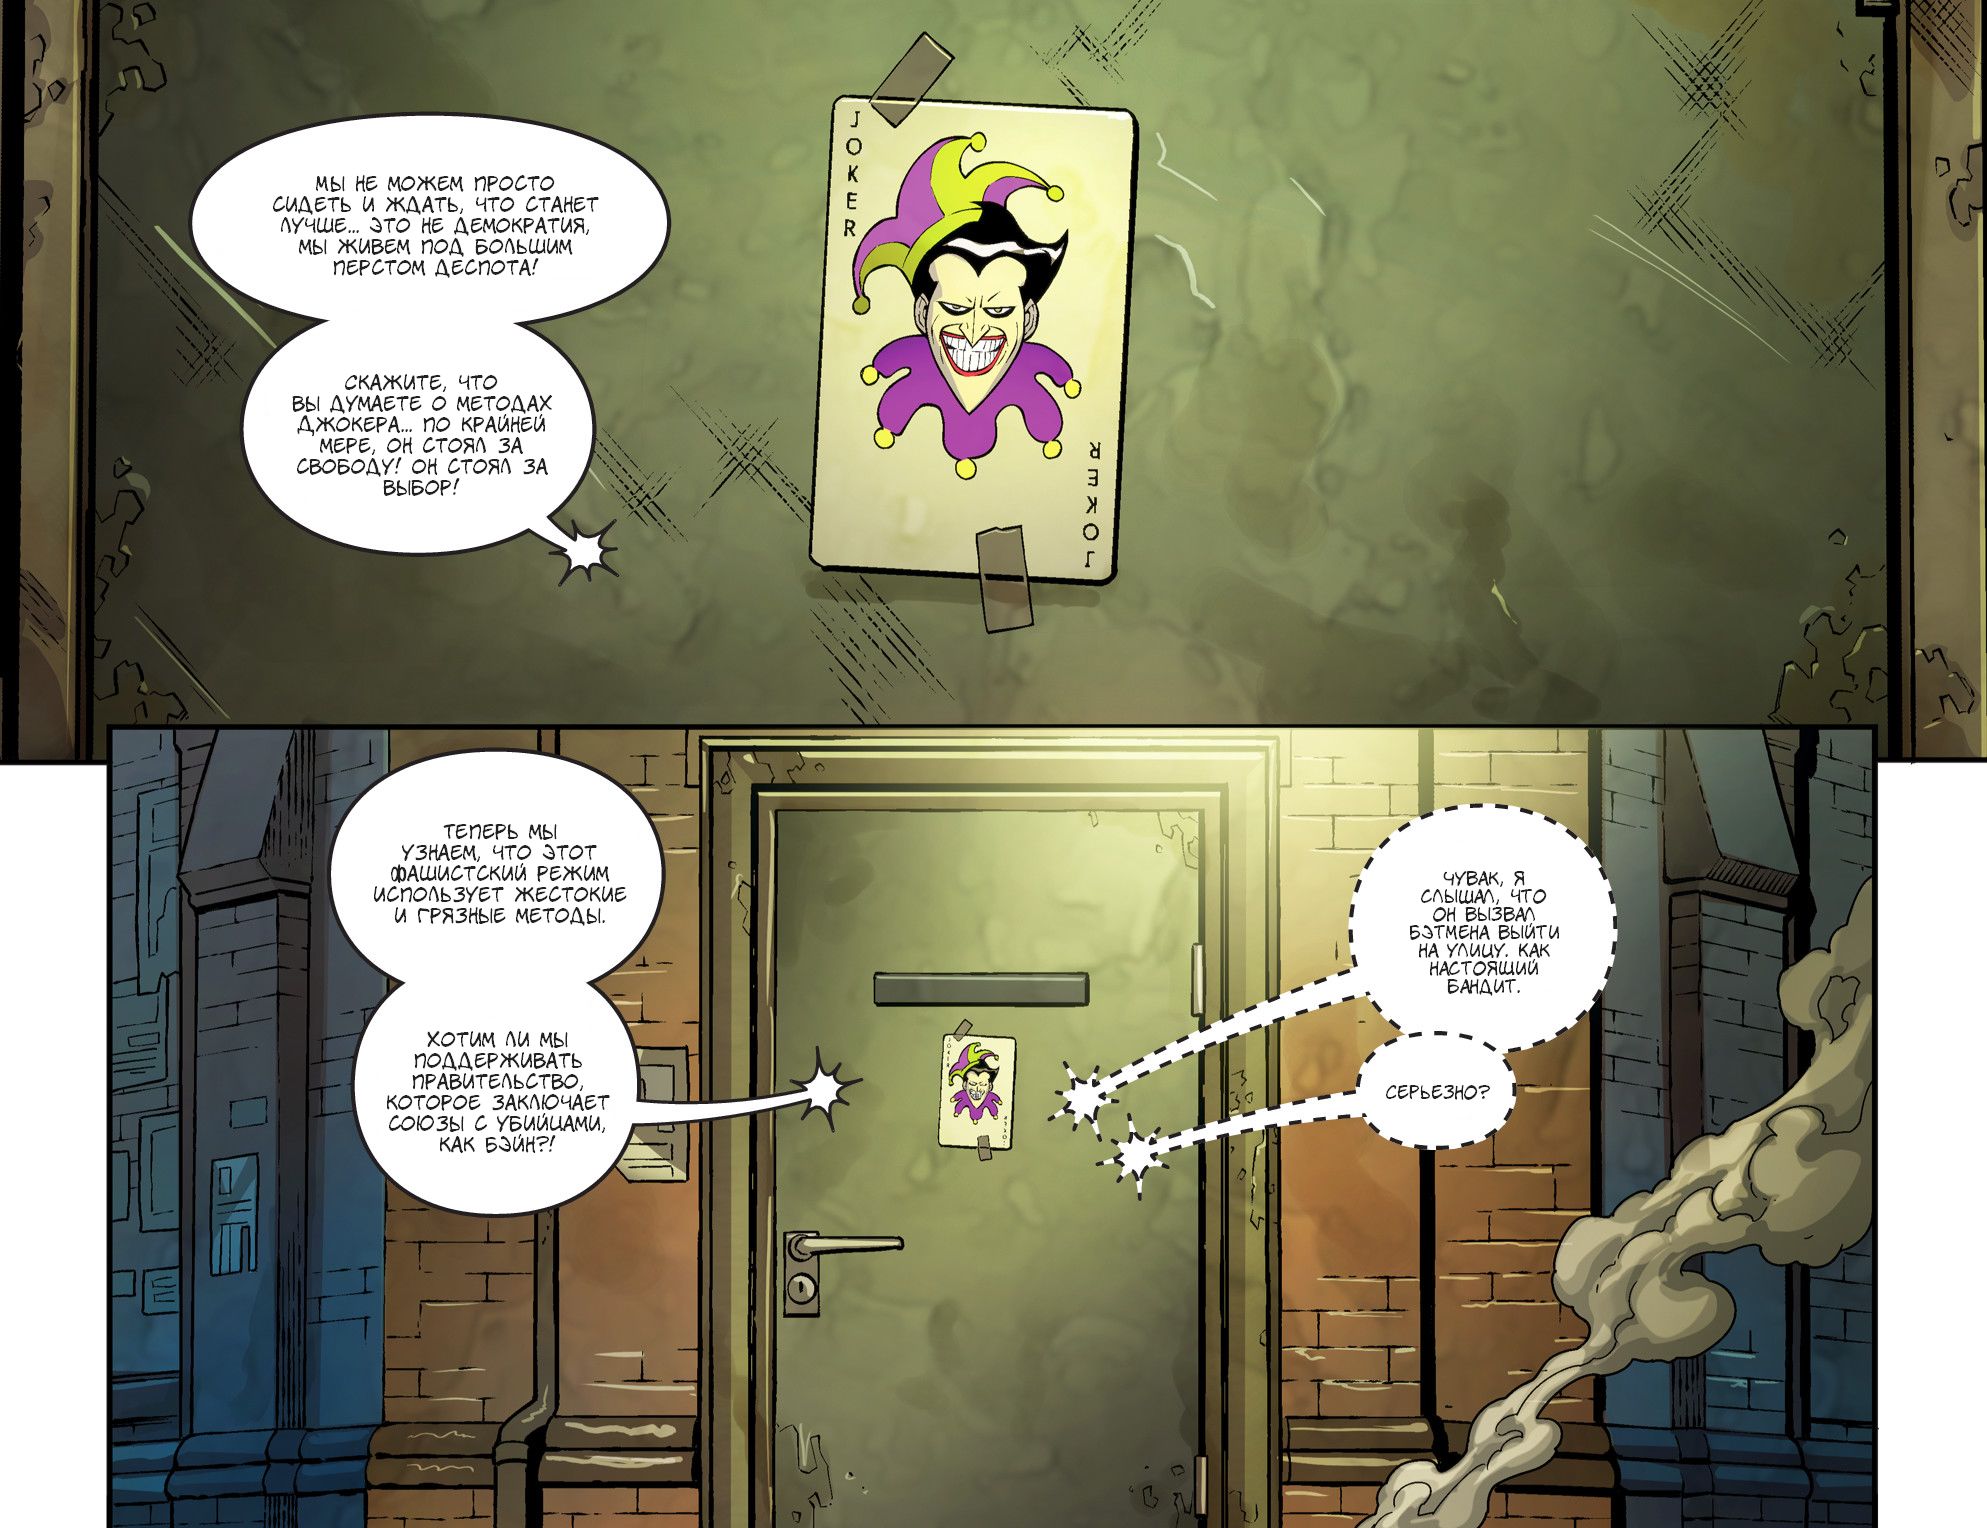 МЫ НЕ МОЖЕМ ПРОСТО
СИДЕТЬ И ЖДАТЬ, ЧТО СТАНЕТ
ЛУЧШЕ... ЭТО НЕ ДЕМОКРАТИЯ,
МЫ ЖИВЕМ ПОД БОЛЬШИМ
ПЕРСТОМ ДЕСПОТА!
СКАЖИТЕ, ЧТО
ВЫ ДУМАЕТЕ О МЕТОДАХ
ДЖОКЕРА... ПО КРАЙНЕЙ
МЕРЕ, ОН СТОЯЛ ЗА
СВОБОДУ! ОН СТОЯЛ ЗА
ВЫБОР!
JOKER
JOKER
ТЕПЕРЬ МЫ
УЗНАЕМ, ЧТО ЭТОТ
ФАШИСТСКИЙ РЕЖИМ
ИСПОЛЬЗУЕТ ЖЕСТОКИЕ
И ГРЯЗНЫЕ МЕТОДЫ.
ХОТИМ ЛИ МЫ
ПОДДЕРЖИВАТЬ
ПРАВИТЕЛЬСТВО,
КОТОРОЕ ЗАКЛЮЧАЕТ
СОЮЗЫ С УБИЙЦАМИ,
КАК БЭЙН?!
JOKER
JOKER
ЧУВАК, Я
СЛЫШАЛ, ЧТО
ОН ВЫЗВАЛ
БЭТМЕНА ВЫЙТИ
НА УЛИЦУ. КАК
НАСТОЯЩИЙ
БАНДИТ.
СЕРЬЕЗНО?